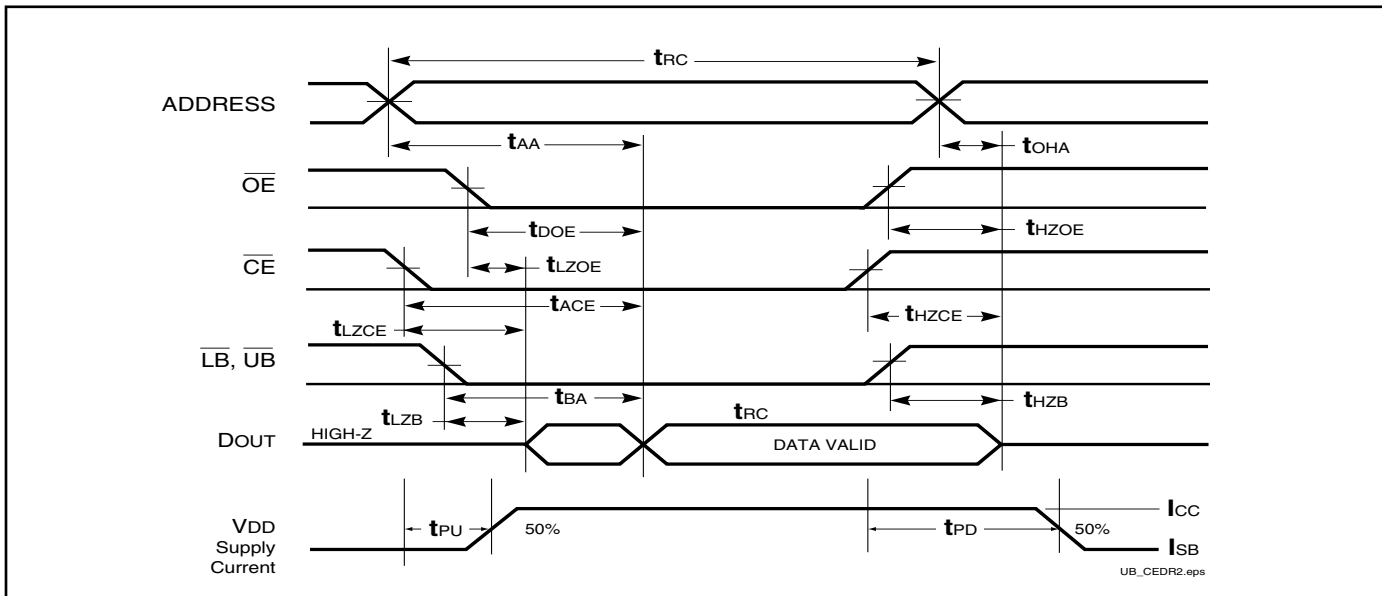 tRC
ADDRESS
tAA
tOHA
OE
tDOE
tHZOE
CE
tLZOE
tACE
tHZCE
tLZCE
LB, UB
tBA
tHZB
tLZB
tRC
DOUT
HIGH-Z
DATA VALID
ICC
tPU
50%
tPD
50%
VDD
Supply
Current
ISB
UB_CEDR2.eps